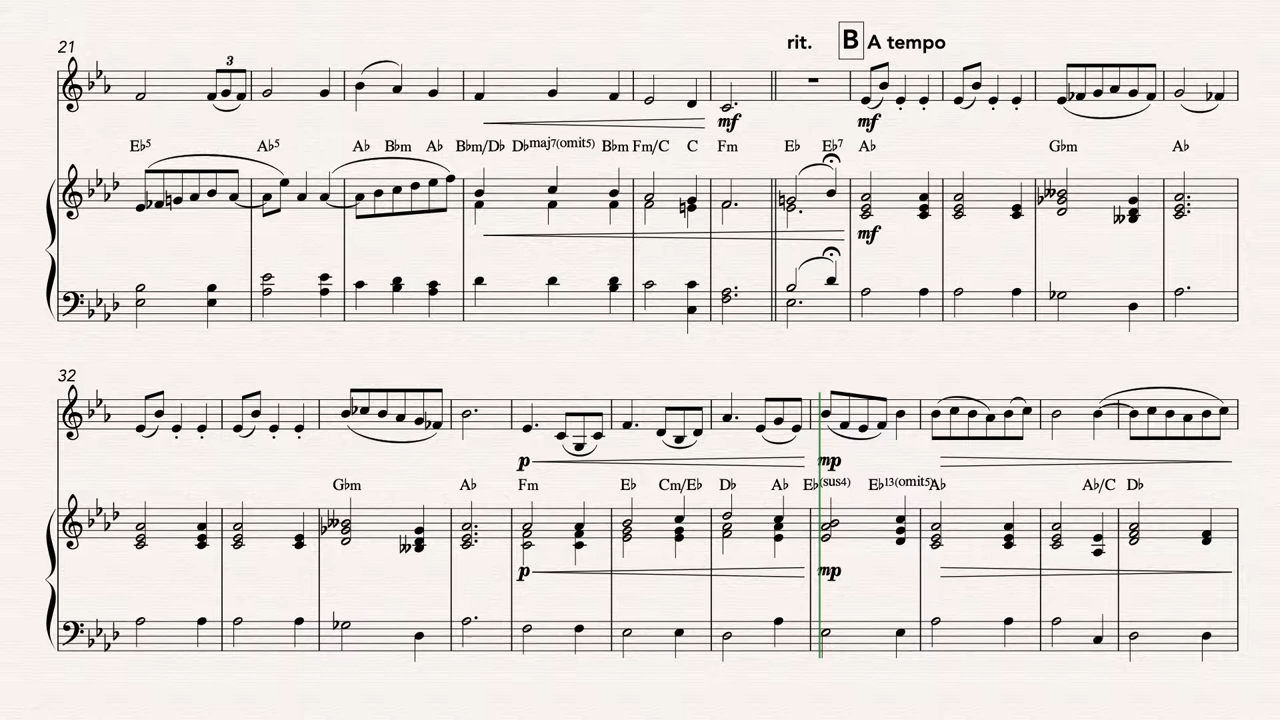 rit. B A tempo
21
3
mf mf
E♭5 A♭5 A♭ B♭m A♭ B♭m/D♭ D♭maj7(omit5) B♭m Fm/C C Fm E♭ E♭7 A♭ G♭m A♭
mf
32
p mp
G♭m A♭ Fm E♭ Cm/E♭ D♭ A♭ E♭(sus4) E♭13(omit5) A♭ A♭/C D♭
p mp